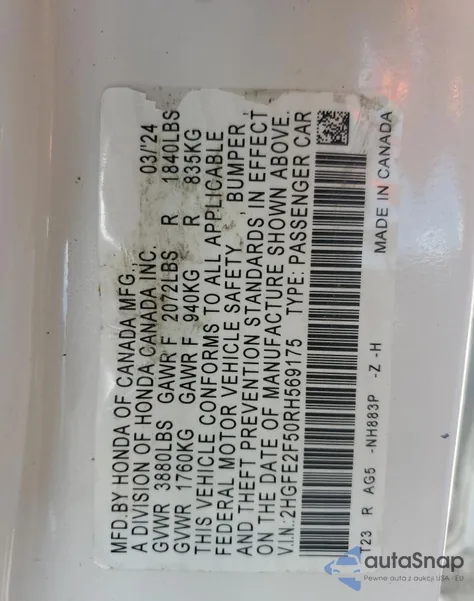 MFD.BY HONDA OF CANADA MFG.,
A DIVISION OF HONDA CANADA INC. 03/'24
GVWR 3880LBS GAWR F 2072LBS R 1840LBS
GVWR 1760KG GAWR F 940KG R 835KG
THIS VEHICLE CONFORMS TO ALL APPLICABLE
FEDERAL MOTOR VEHICLE SAFETY, BUMPER,
AND THEFT PREVENTION STANDARDS IN EFFECT
ON THE DATE OF MANUFACTURE SHOWN ABOVE.
V.I.N.:2HGFE2F50RH569175 TYPE: PASSENGER CAR
T23 R AG5 -NH883P -Z -H MADE IN CANADA
autoSnap
Pewne auto z aukcji USA - EU